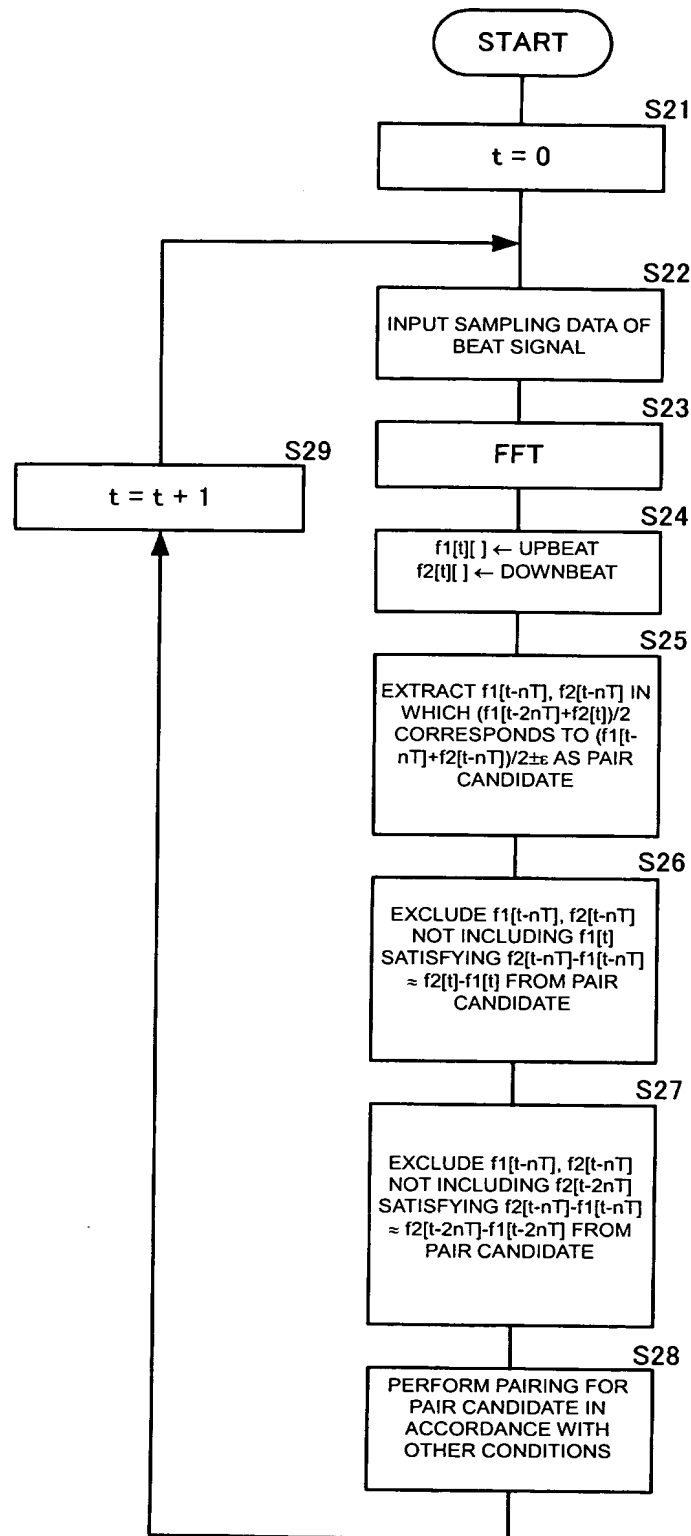 START
S21
t = 0
S22
INPUT SAMPLING DATA OF
BEAT SIGNAL
S23
FFT
S29
t = t + 1
S24
f1[t][ ] ← UPBEAT
f2[t][ ] ← DOWNBEAT
S25
EXTRACT f1[t-nT], f2[t-nT] IN
WHICH (f1[t-2nT]+f2[t])/2
CORRESPONDS TO (f1[t-
nT]+f2[t-nT])/2±ε AS PAIR
CANDIDATE
S26
EXCLUDE f1[t-nT], f2[t-nT]
NOT INCLUDING f1[t]
SATISFYING f2[t-nT]-f1[t-nT]
≈ f2[t]-f1[t] FROM PAIR
CANDIDATE
S27
EXCLUDE f1[t-nT], f2[t-nT]
NOT INCLUDING f2[t-2nT]
SATISFYING f2[t-nT]-f1[t-nT]
≈ f2[t-2nT]-f1[t-2nT] FROM
PAIR CANDIDATE
S28
PERFORM PAIRING FOR
PAIR CANDIDATE IN
ACCORDANCE WITH
OTHER CONDITIONS